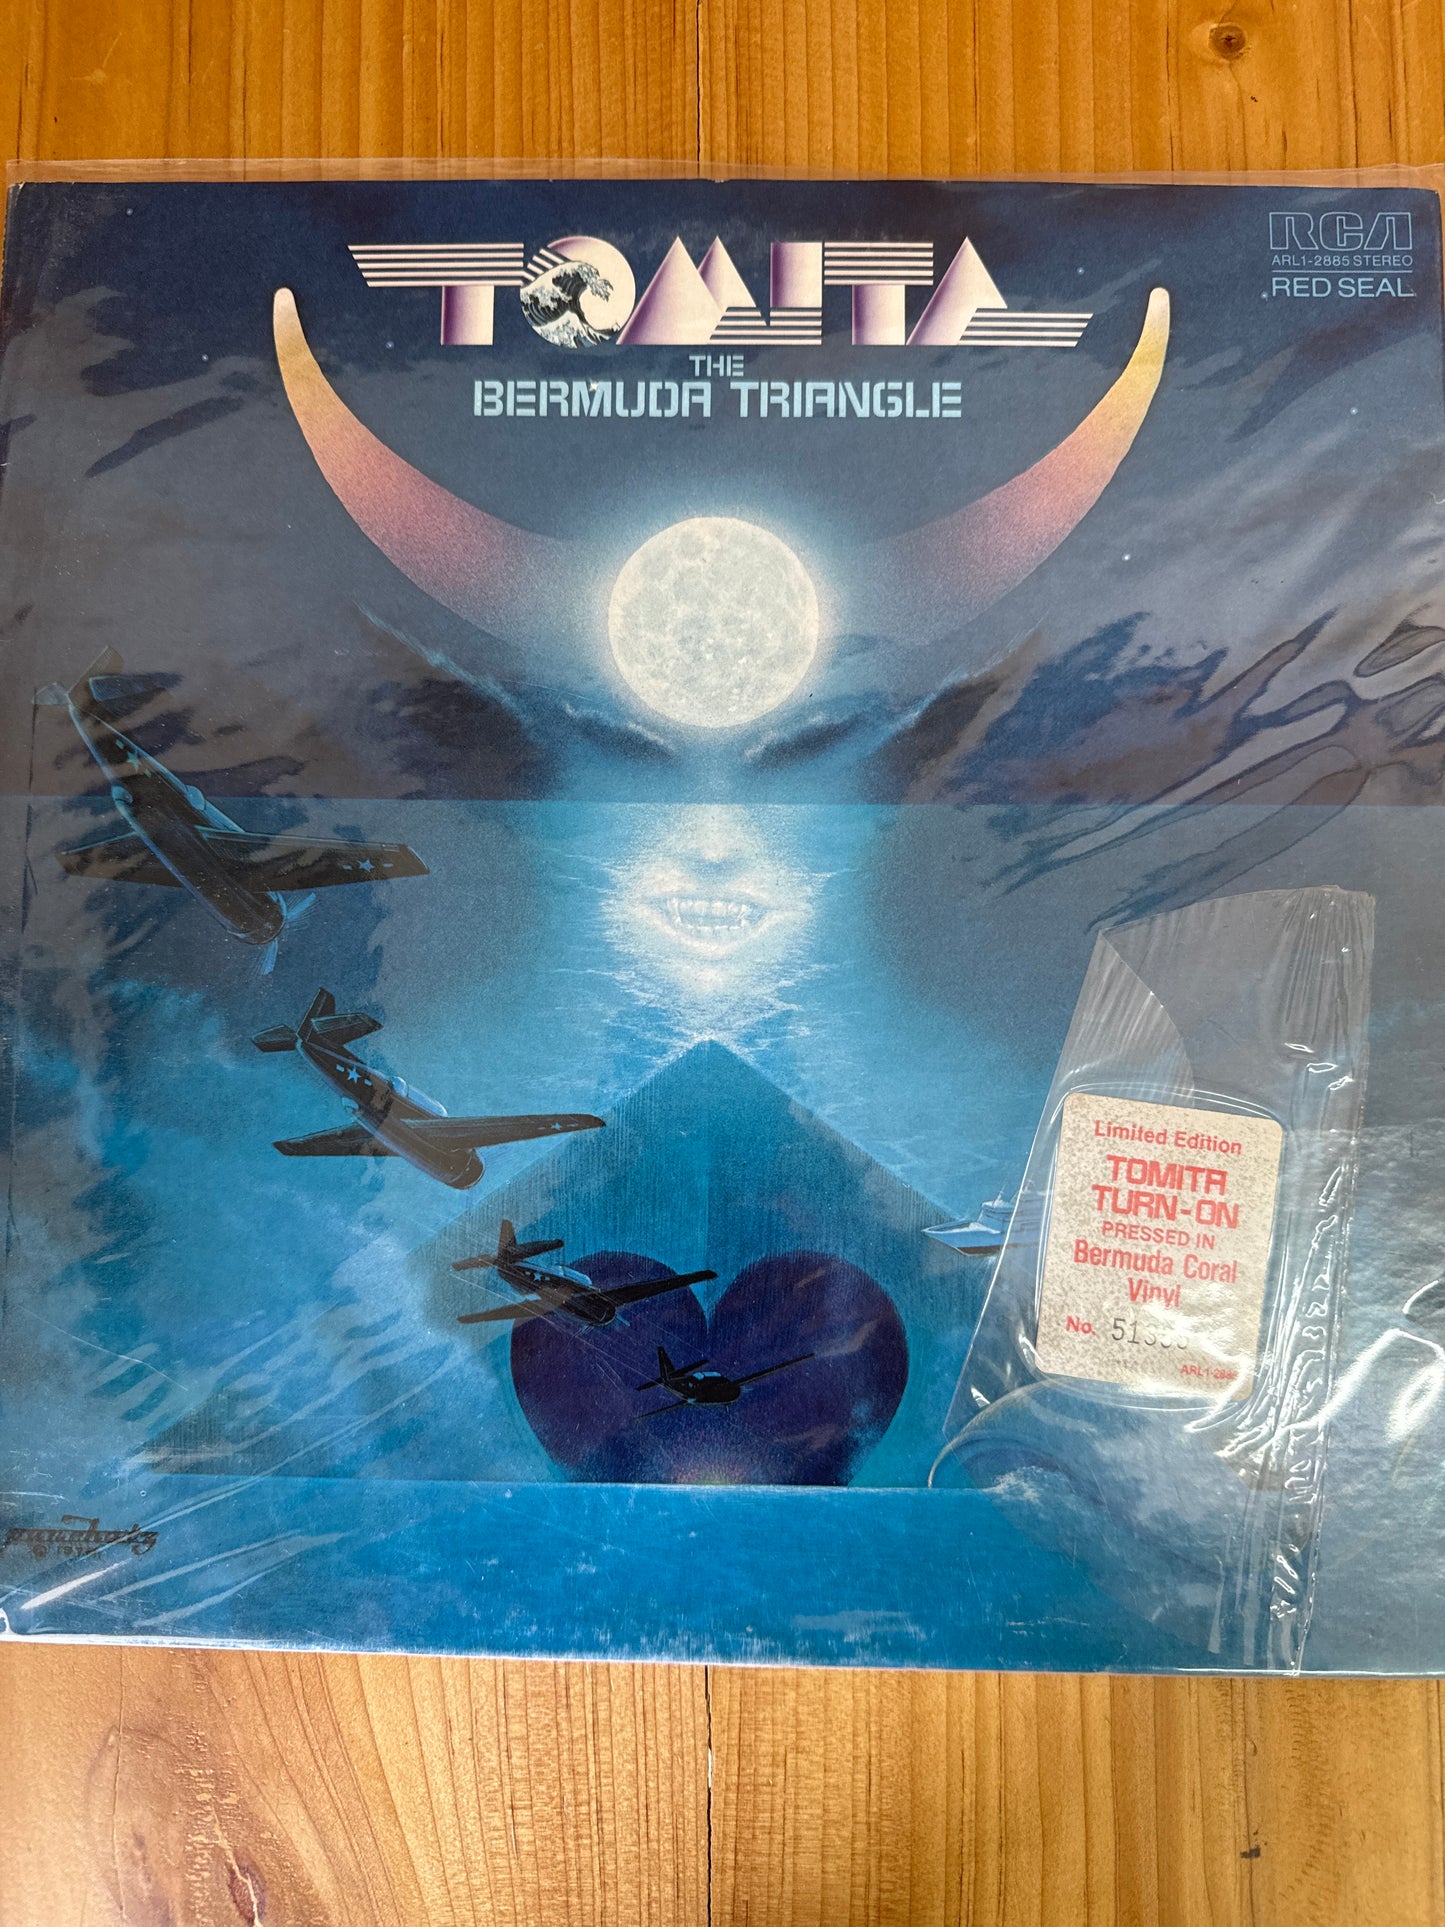 TOMITA
THE
BERMUDA TRIANGLE
RCA
ARL1-2885 STEREO
RED SEAL
Limited Edition
TOMITA
TURN-ON
PRESSED IN
Bermuda Coral
Vinyl
No.